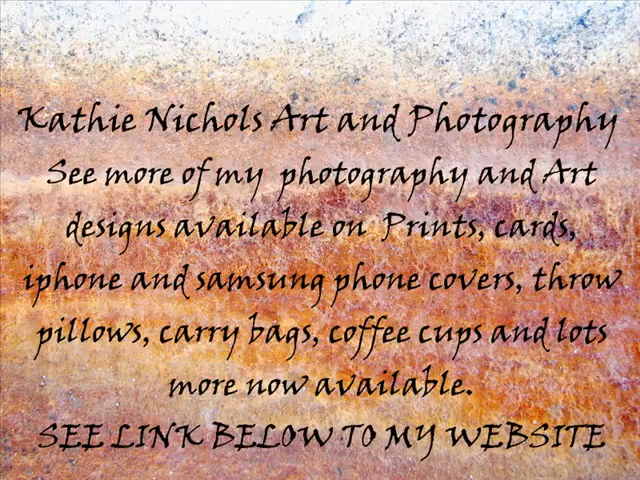 Kathie Nichols Art and Photography
See more of my photography and Art
designs available on Prints, cards,
iphone and samsung phone covers, throw
pillows, carry bags, coffee cups and lots
more now available.
SEE LINK BELOW TO MY WEBSITE